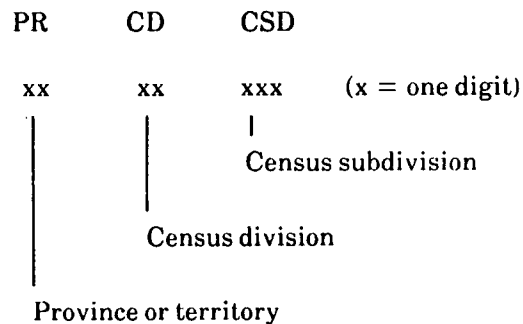 PR CD CSD
xx xx xxx (x = one digit)
Census subdivision
Census division
Province or territory